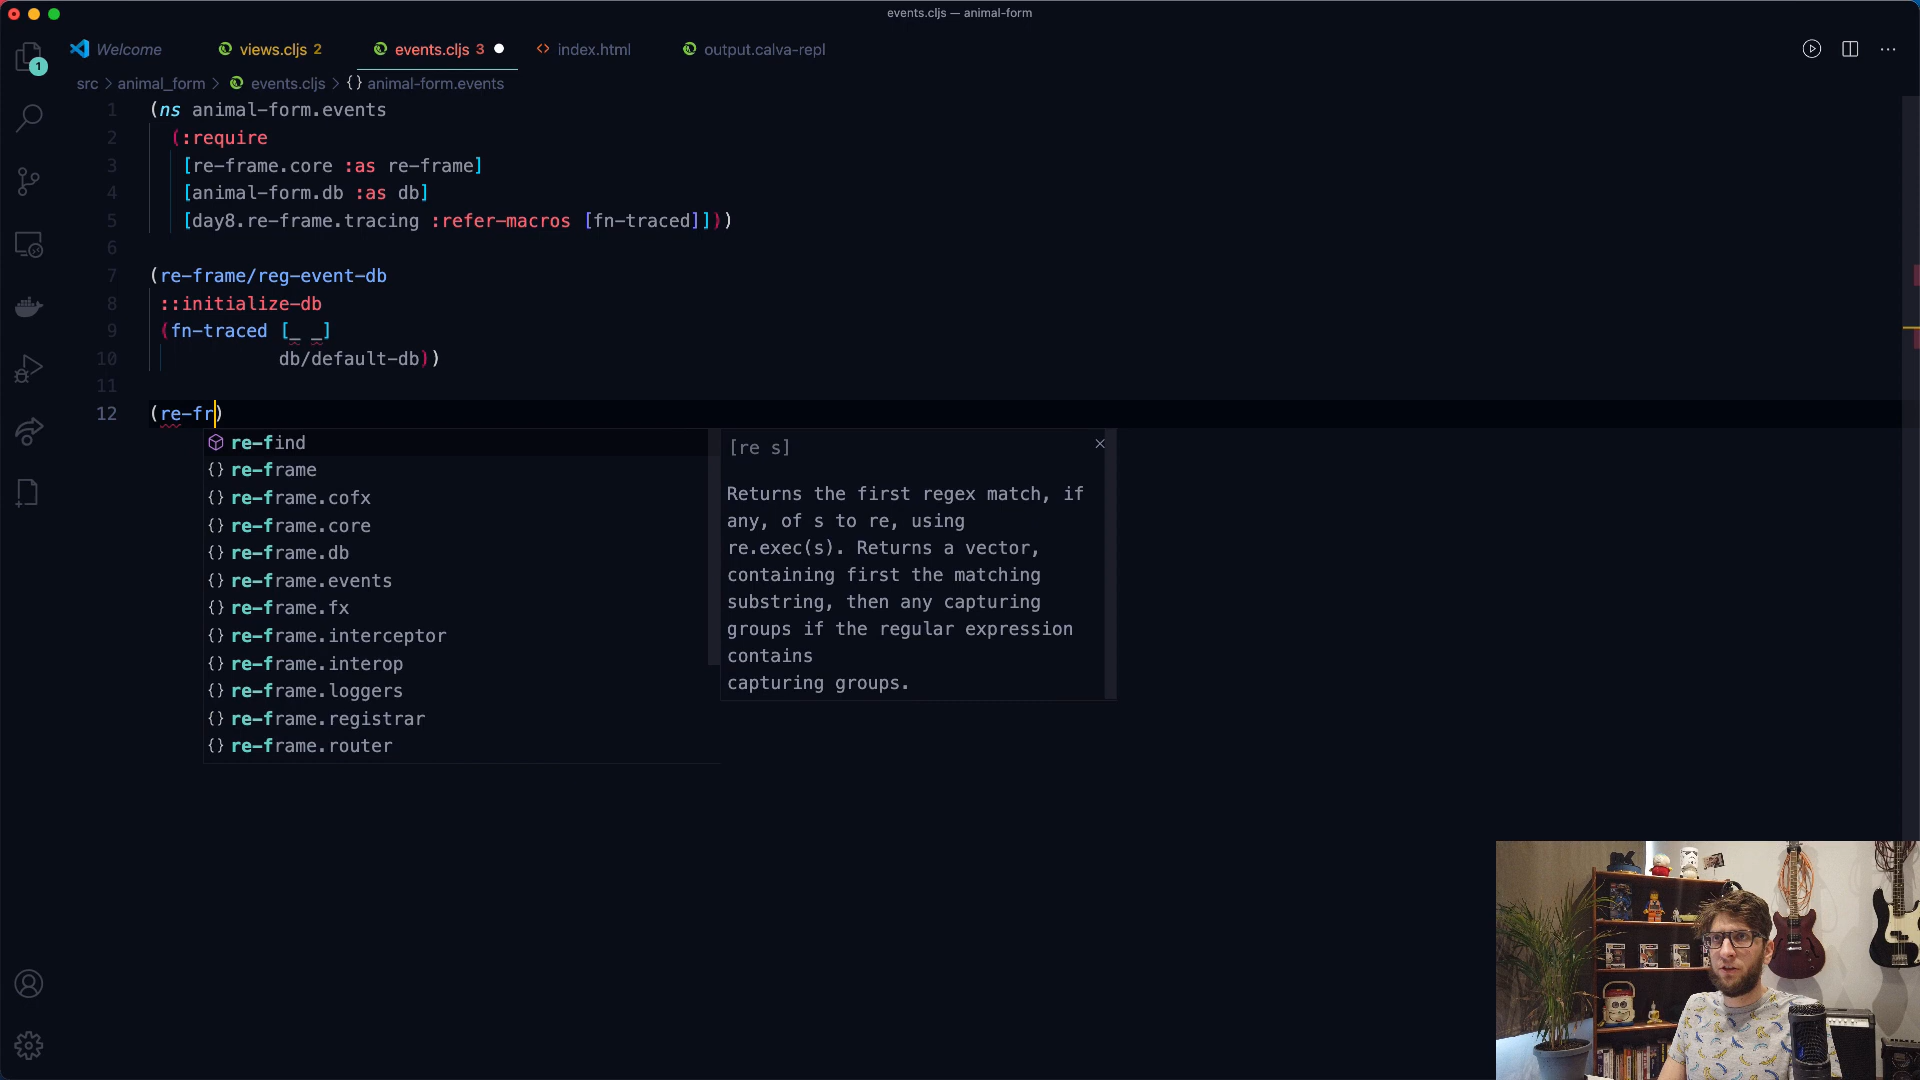 events.cljs — animal-form
Welcome
views.cljs 2
events.cljs 3
index.html
output.calva-repl
src > animal_form > events.cljs > {} animal-form.events
1 (ns animal-form.events
2 (:require
3 [re-frame.core :as re-frame]
4 [animal-form.db :as db]
5 [day8.re-frame.tracing :refer-macros [fn-traced]]))
6
7 (re-frame/reg-event-db
8 ::initialize-db
9 (fn-traced [_ _]
10 db/default-db))
11
12 (re-fr)
re-find
{} re-frame
{} re-frame.cofx
{} re-frame.core
{} re-frame.db
{} re-frame.events
{} re-frame.fx
{} re-frame.interceptor
{} re-frame.interop
{} re-frame.loggers
{} re-frame.registrar
{} re-frame.router
[re s]
Returns the first regex match, if
any, of s to re, using
re.exec(s). Returns a vector,
containing first the matching
substring, then any capturing
groups if the regular expression
contains
capturing groups.
1